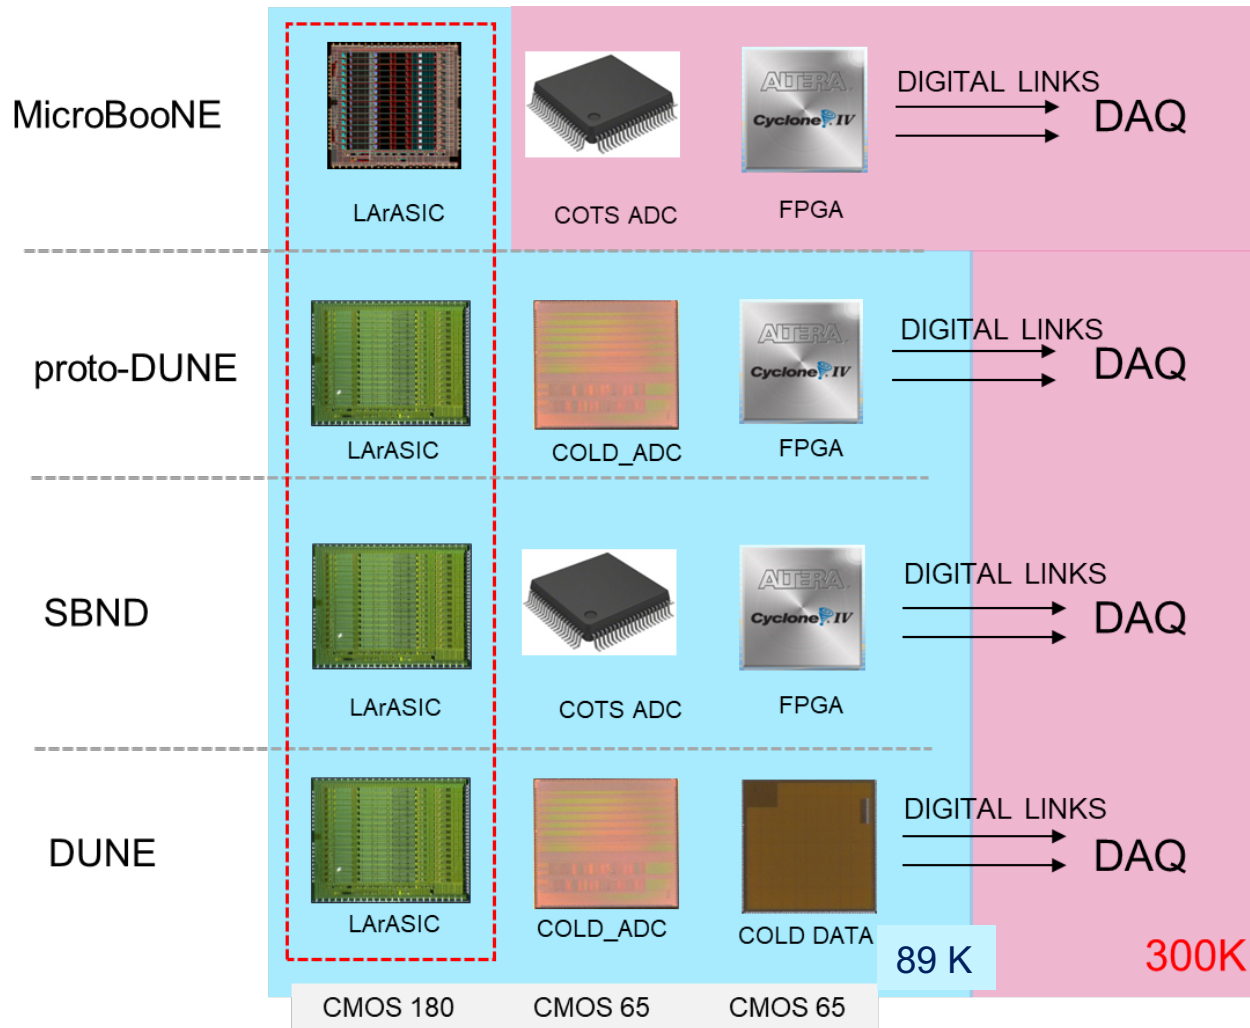 MicroBooNE
LArASIC
COTS ADC
ALTERA.
Cyclone IV
FPGA
DIGITAL LINKS
DAQ
proto-DUNE
LArASIC
COLD_ADC
ALTERA.
Cyclone IV
FPGA
DIGITAL LINKS
DAQ
SBND
LArASIC
COTS ADC
ALTERA.
Cyclone IV
FPGA
DIGITAL LINKS
DAQ
DUNE
LArASIC
COLD_ADC
COLD DATA
DIGITAL LINKS
DAQ
89 K
300K
CMOS 180
CMOS 65
CMOS 65